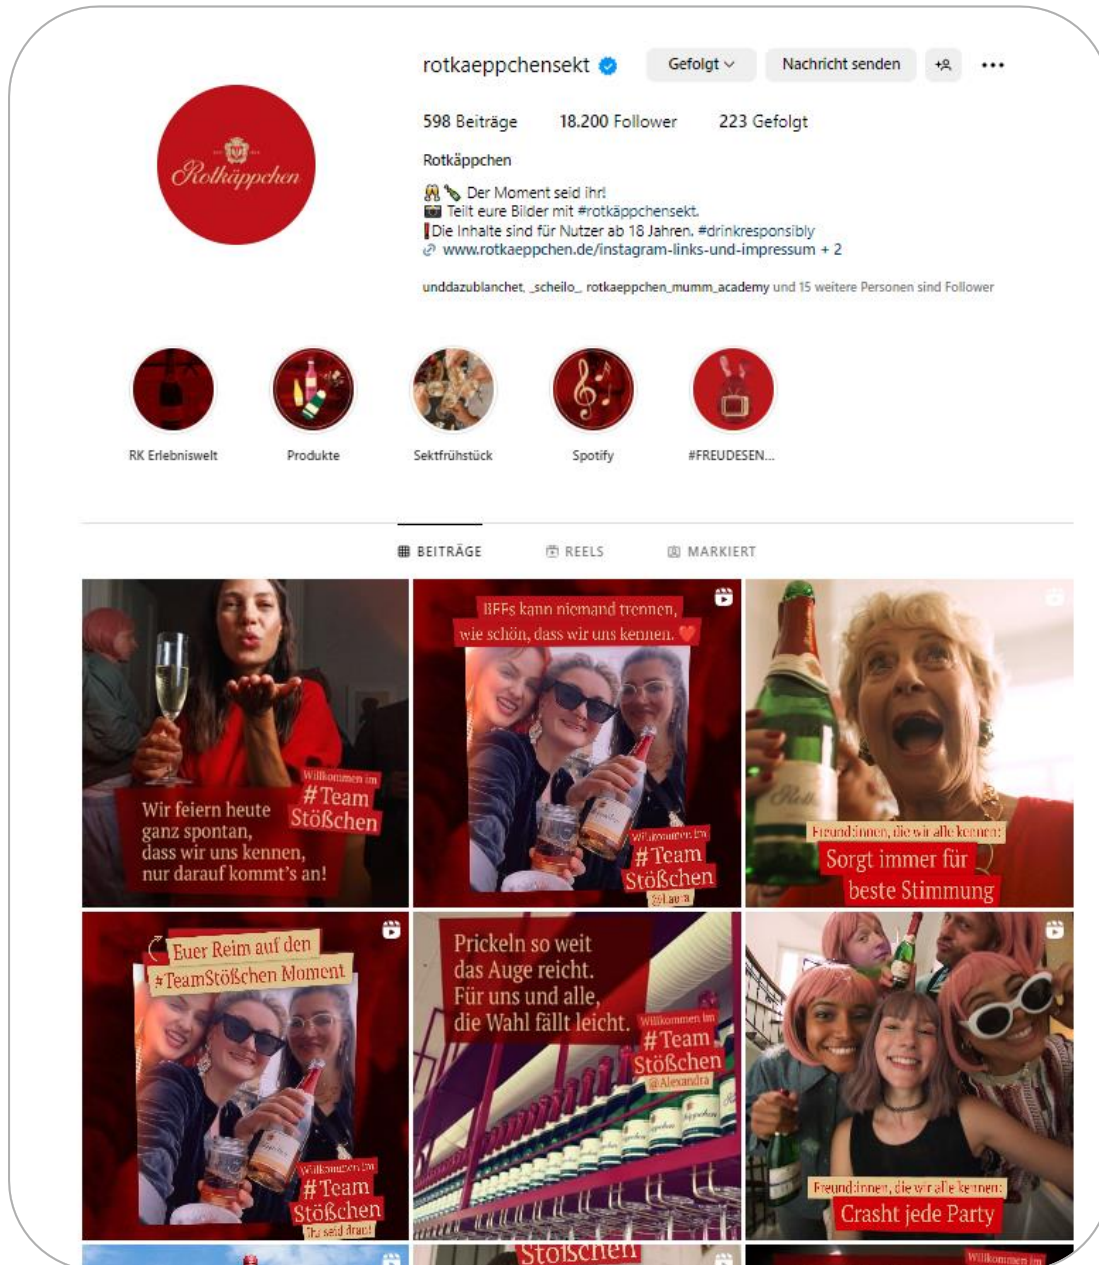 rotkaeppchensekt
Gefolgt
Nachricht senden
598 Beiträge
18.200 Follower
223 Gefolgt
Rotkäppchen
Rotkäppchen
Der Moment seid ihr!
Teilt eure Bilder mit #rotkäppchensekt.
Die Inhalte sind für Nutzer ab 18 Jahren. #drinkresponsibly
www.rotkaeppchen.de/instagram-links-und-impressum + 2
unddazublanchet, _scheilo_, rotkaeppchen_mumm_academy und 15 weitere Personen sind Follower
RK Erlebniswelt
Produkte
Sektfrühstück
Spotify
#FREUDESEN...
BEITRÄGE
REELS
MARKIERT
Wir feiern heute
ganz spontan,
dass wir uns kennen,
nur darauf kommt's an!
Willkommen im
#Team
Stößchen
BFFs kann niemand trennen,
wie schön, dass wir uns kennen.
Willkommen im
#Team
Stößchen
@Laura
Freund:innen, die wir alle kennen:
Sorgt immer für
beste Stimmung
Euer Reim auf den
#TeamStößchen Moment
Willkommen im
#Team
Stößchen
Ihr seid dran!
Prickeln so weit
das Auge reicht.
Für uns und alle,
die Wahl fällt leicht.
Willkommen im
#Team
Stößchen
@Alexandra
Freund:innen, die wir alle kennen:
Crasht jede Party
Stößchen
Willkommen im